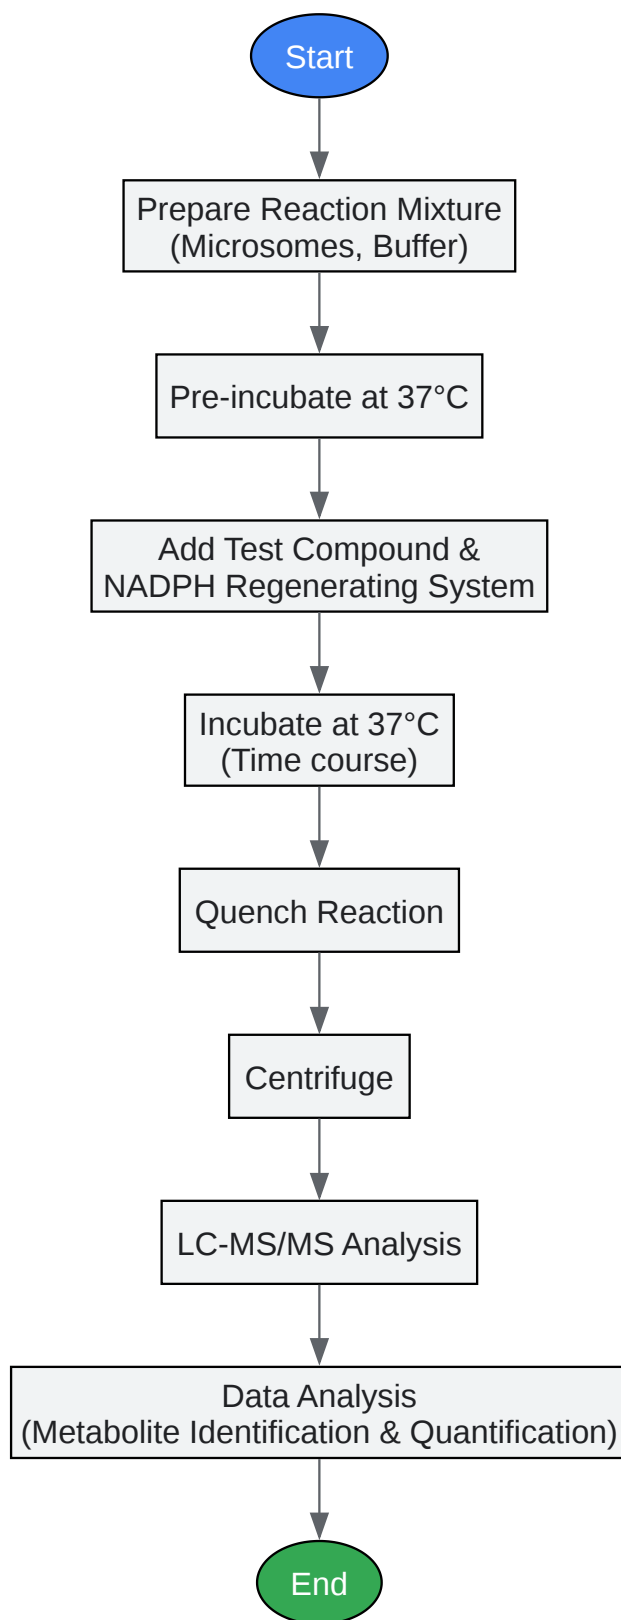 Start
Prepare Reaction Mixture
(Microsomes, Buffer)
Pre-incubate at 37°C
Add Test Compound &
NADPH Regenerating System
Incubate at 37°C
(Time course)
Quench Reaction
Centrifuge
LC-MS/MS Analysis
Data Analysis
(Metabolite Identification & Quantification)
End